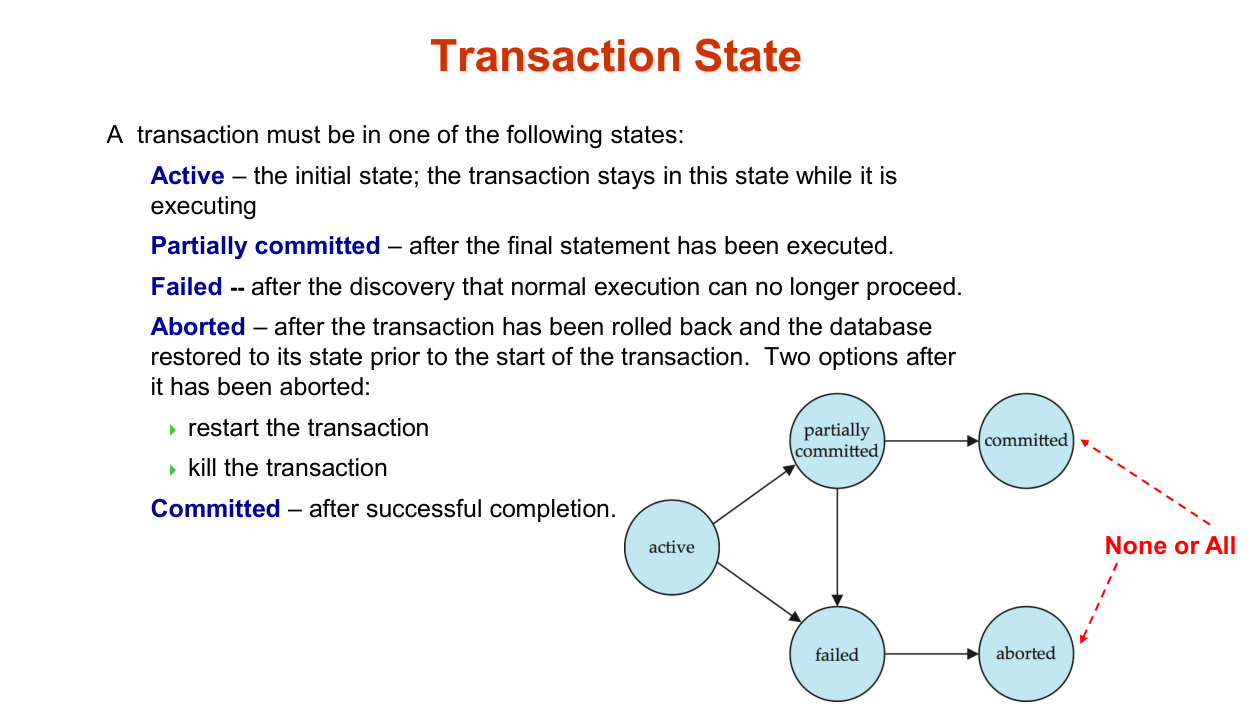 Transaction State
A transaction must be in one of the following states:
Active – the initial state; the transaction stays in this state while it is
executing
Partially committed – after the final statement has been executed.
Failed -- after the discovery that normal execution can no longer proceed.
Aborted – after the transaction has been rolled back and the database
restored to its state prior to the start of the transaction.  Two options after
it has been aborted:
restart the transaction
kill the transaction
Committed – after successful completion.
partially
committed
committed
active
None or All
failed
aborted